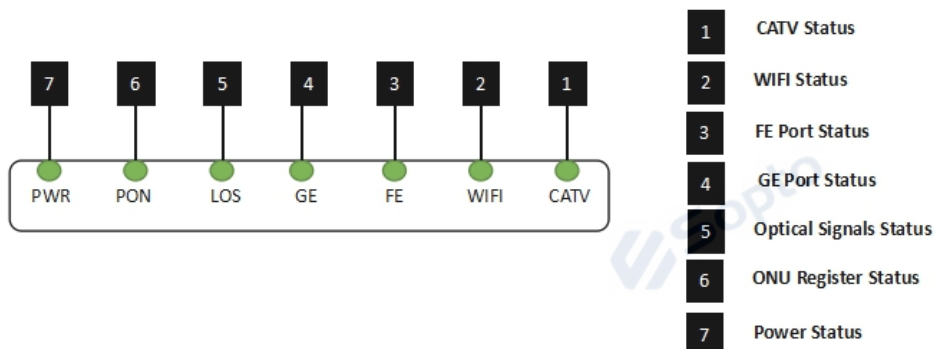 7 6 5 4 3 2 1
PWR PON LOS GE FE WIFI CATV
1 CATV Status
2 WIFI Status
3 FE Port Status
4 GE Port Status
5 Optical Signals Status
6 ONU Register Status
7 Power Status
Sopto